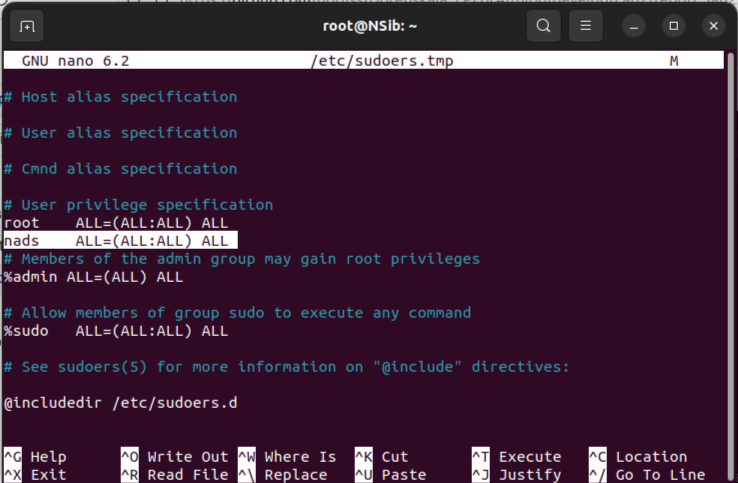 root@NSib: ~
GNU nano 6.2 /etc/sudoers.tmp M
# Host alias specification
# User alias specification
# Cmnd alias specification
# User privilege specification
root ALL=(ALL:ALL) ALL
nads ALL=(ALL:ALL) ALL
# Members of the admin group may gain root privileges
%admin ALL=(ALL) ALL
# Allow members of group sudo to execute any command
%sudo ALL=(ALL:ALL) ALL
# See sudoers(5) for more information on "@include" directives:
@includedir /etc/sudoers.d
^G Help ^O Write Out ^W Where Is ^K Cut ^T Execute ^C Location
^X Exit ^R Read File ^\ Replace ^U Paste ^J Justify ^/ Go To Line